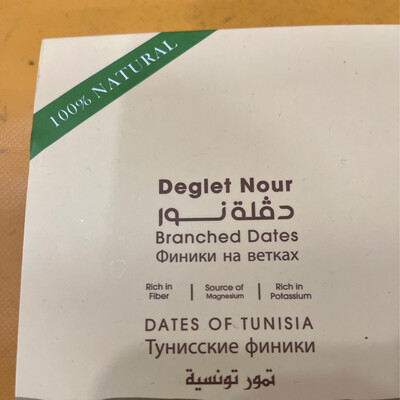 100% NATURAL
Deglet Nour
دڨلة نور
Branched Dates
Финики на ветках
Rich in Fiber | Source of Magnesium | Rich in Potassium
DATES OF TUNISIA
Тунисские финики
تمور تونسية